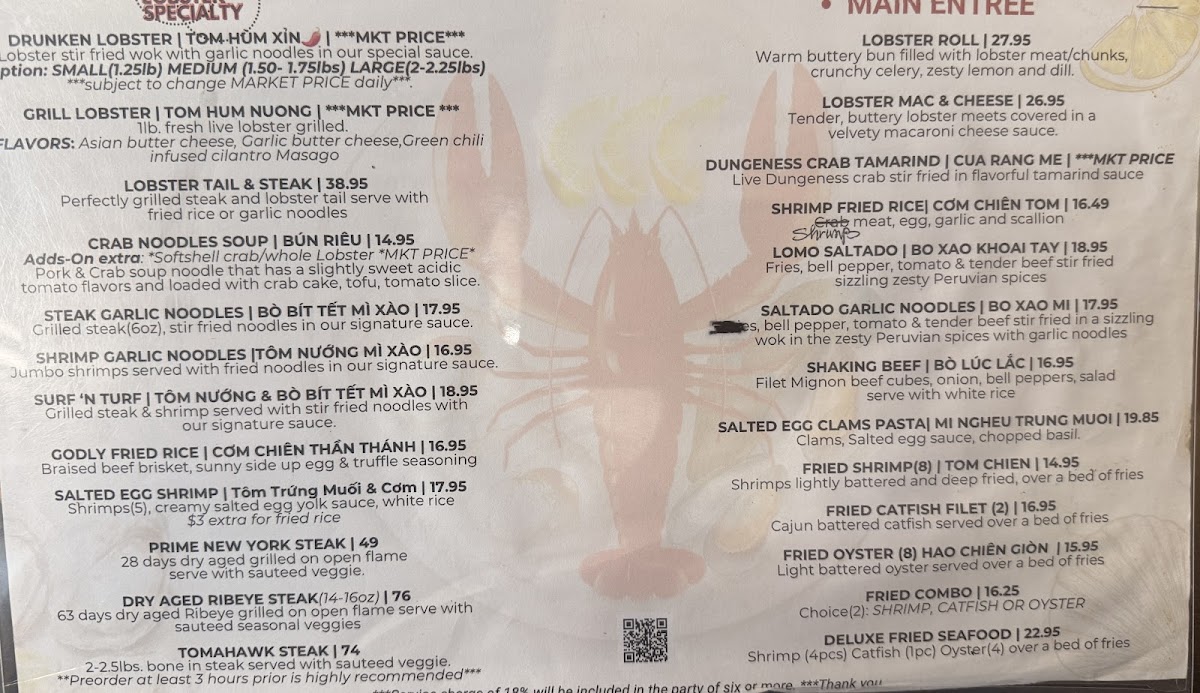 SPECIALTY
DRUNKEN LOBSTER | TOM HÙM XÌN🌶 | ***MKT PRICE***
Lobster stir fried wok with garlic noodles in our special sauce.
ption: SMALL(1.25lb) MEDIUM (1.50- 1.75lbs) LARGE(2-2.25lbs)
***subject to change MARKET PRICE daily***.
GRILL LOBSTER | TOM HUM NUONG | ***MKT PRICE ***
1lb. fresh live lobster grilled.
FLAVORS: Asian butter cheese, Garlic butter cheese,Green chili
infused cilantro Masago
LOBSTER TAIL & STEAK | 38.95
Perfectly grilled steak and lobster tail serve with
fried rice or garlic noodles
CRAB NOODLES SOUP | BÚN RIÊU | 14.95
Adds-On extra: *Softshell crab/whole Lobster *MKT PRICE*
Pork & Crab soup noodle that has a slightly sweet acidic
tomato flavors and loaded with crab cake, tofu, tomato slice.
STEAK GARLIC NOODLES | BÒ BÍT TẾT MÌ XÀO | 17.95
Grilled steak(6oz), stir fried noodles in our signature sauce.
SHRIMP GARLIC NOODLES |TÔM NƯỚNG MÌ XÀO | 16.95
Jumbo shrimps served with fried noodles in our signature sauce.
SURF ‘N TURF | TÔM NƯỚNG & BÒ BÍT TẾT MÌ XÀO | 18.95
Grilled steak & shrimp served with stir fried noodles with
our signature sauce.
GODLY FRIED RICE | CƠM CHIÊN THẦN THÁNH | 16.95
Braised beef brisket, sunny side up egg & truffle seasoning
SALTED EGG SHRIMP | Tôm Trứng Muối & Cơm | 17.95
Shrimps(5), creamy salted egg yolk sauce, white rice
$3 extra for fried rice
PRIME NEW YORK STEAK | 49
28 days dry aged grilled on open flame
serve with sauteed veggie.
DRY AGED RIBEYE STEAK(14-16oz) | 76
63 days dry aged Ribeye grilled on open flame serve with
sauteed seasonal veggies
TOMAHAWK STEAK | 74
2-2.5lbs. bone in steak served with sauteed veggie.
**Preorder at least 3 hours prior is highly recommended***
• MAIN ENTREE
LOBSTER ROLL | 27.95
Warm buttery bun filled with lobster meat/chunks,
crunchy celery, zesty lemon and dill.
LOBSTER MAC & CHEESE | 26.95
Tender, buttery lobster meets covered in a
velvety macaroni cheese sauce.
DUNGENESS CRAB TAMARIND | CUA RANG ME | ***MKT PRICE
Live Dungeness crab stir fried in flavorful tamarind sauce
SHRIMP FRIED RICE| CƠM CHIÊN TOM | 16.49
Crab meat, egg, garlic and scallion
Shrimp
LOMO SALTADO | BO XAO KHOAI TAY | 18.95
Fries, bell pepper, tomato & tender beef stir fried
sizzling zesty Peruvian spices
SALTADO GARLIC NOODLES | BO XAO MI | 17.95
es, bell pepper, tomato & tender beef stir fried in a sizzling
wok in the zesty Peruvian spices with garlic noodles
SHAKING BEEF | BÒ LÚC LẮC | 16.95
Filet Mignon beef cubes, onion, bell peppers, salad
serve with white rice
SALTED EGG CLAMS PASTA| MI NGHEU TRUNG MUOI | 19.85
Clams, Salted egg sauce, chopped basil.
FRIED SHRIMP(8) | TOM CHIEN | 14.95
Shrimps lightly battered and deep fried, over a bed of fries
FRIED CATFISH FILET (2) | 16.95
Cajun battered catfish served over a bed of fries
FRIED OYSTER (8) HAO CHIÊN GIÒN | 15.95
Light battered oyster served over a bed of fries
FRIED COMBO | 16.25
Choice(2): SHRIMP, CATFISH OR OYSTER
DELUXE FRIED SEAFOOD | 22.95
Shrimp (4pcs) Catfish (1pc) Oyster(4) over a bed of fries
***Service charge of 18% will be included in the party of six or more. ***Thank you